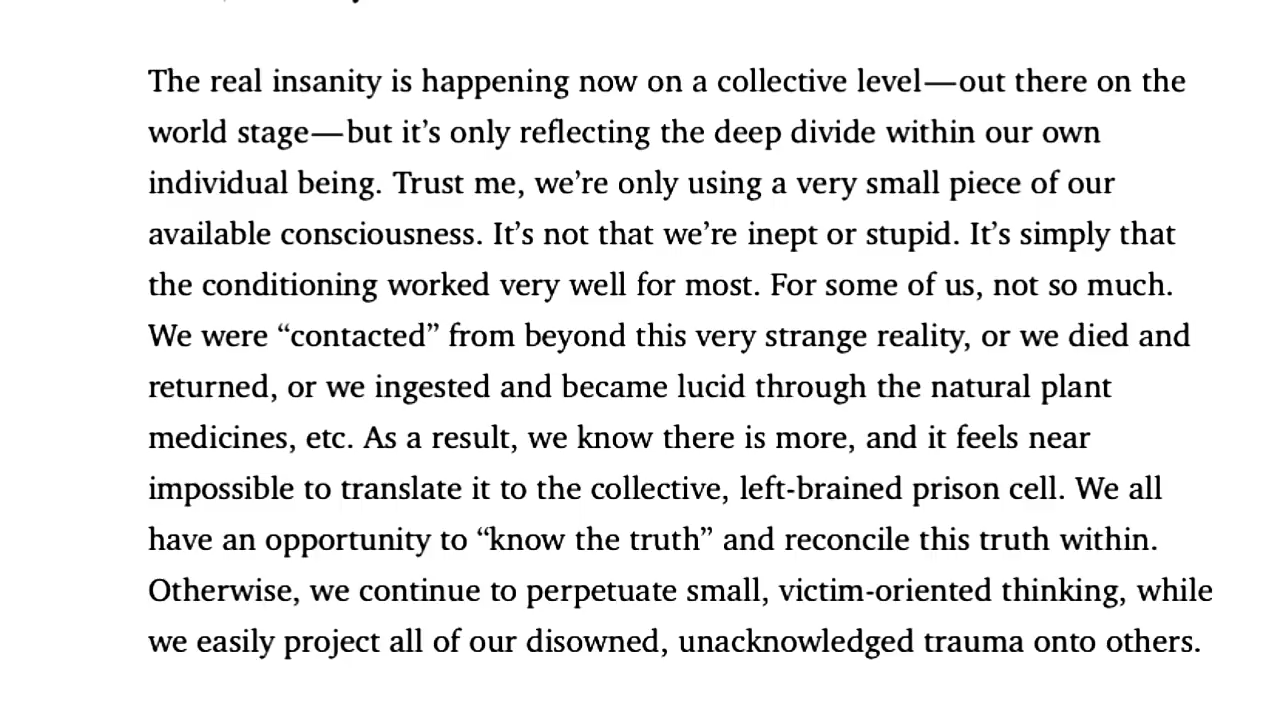 The real insanity is happening now on a collective level—out there on the
world stage—but it’s only reflecting the deep divide within our own
individual being. Trust me, we’re only using a very small piece of our
available consciousness. It’s not that we’re inept or stupid. It’s simply that
the conditioning worked very well for most. For some of us, not so much.
We were “contacted” from beyond this very strange reality, or we died and
returned, or we ingested and became lucid through the natural plant
medicines, etc. As a result, we know there is more, and it feels near
impossible to translate it to the collective, left-brained prison cell. We all
have an opportunity to “know the truth” and reconcile this truth within.
Otherwise, we continue to perpetuate small, victim-oriented thinking, while
we easily project all of our disowned, unacknowledged trauma onto others.